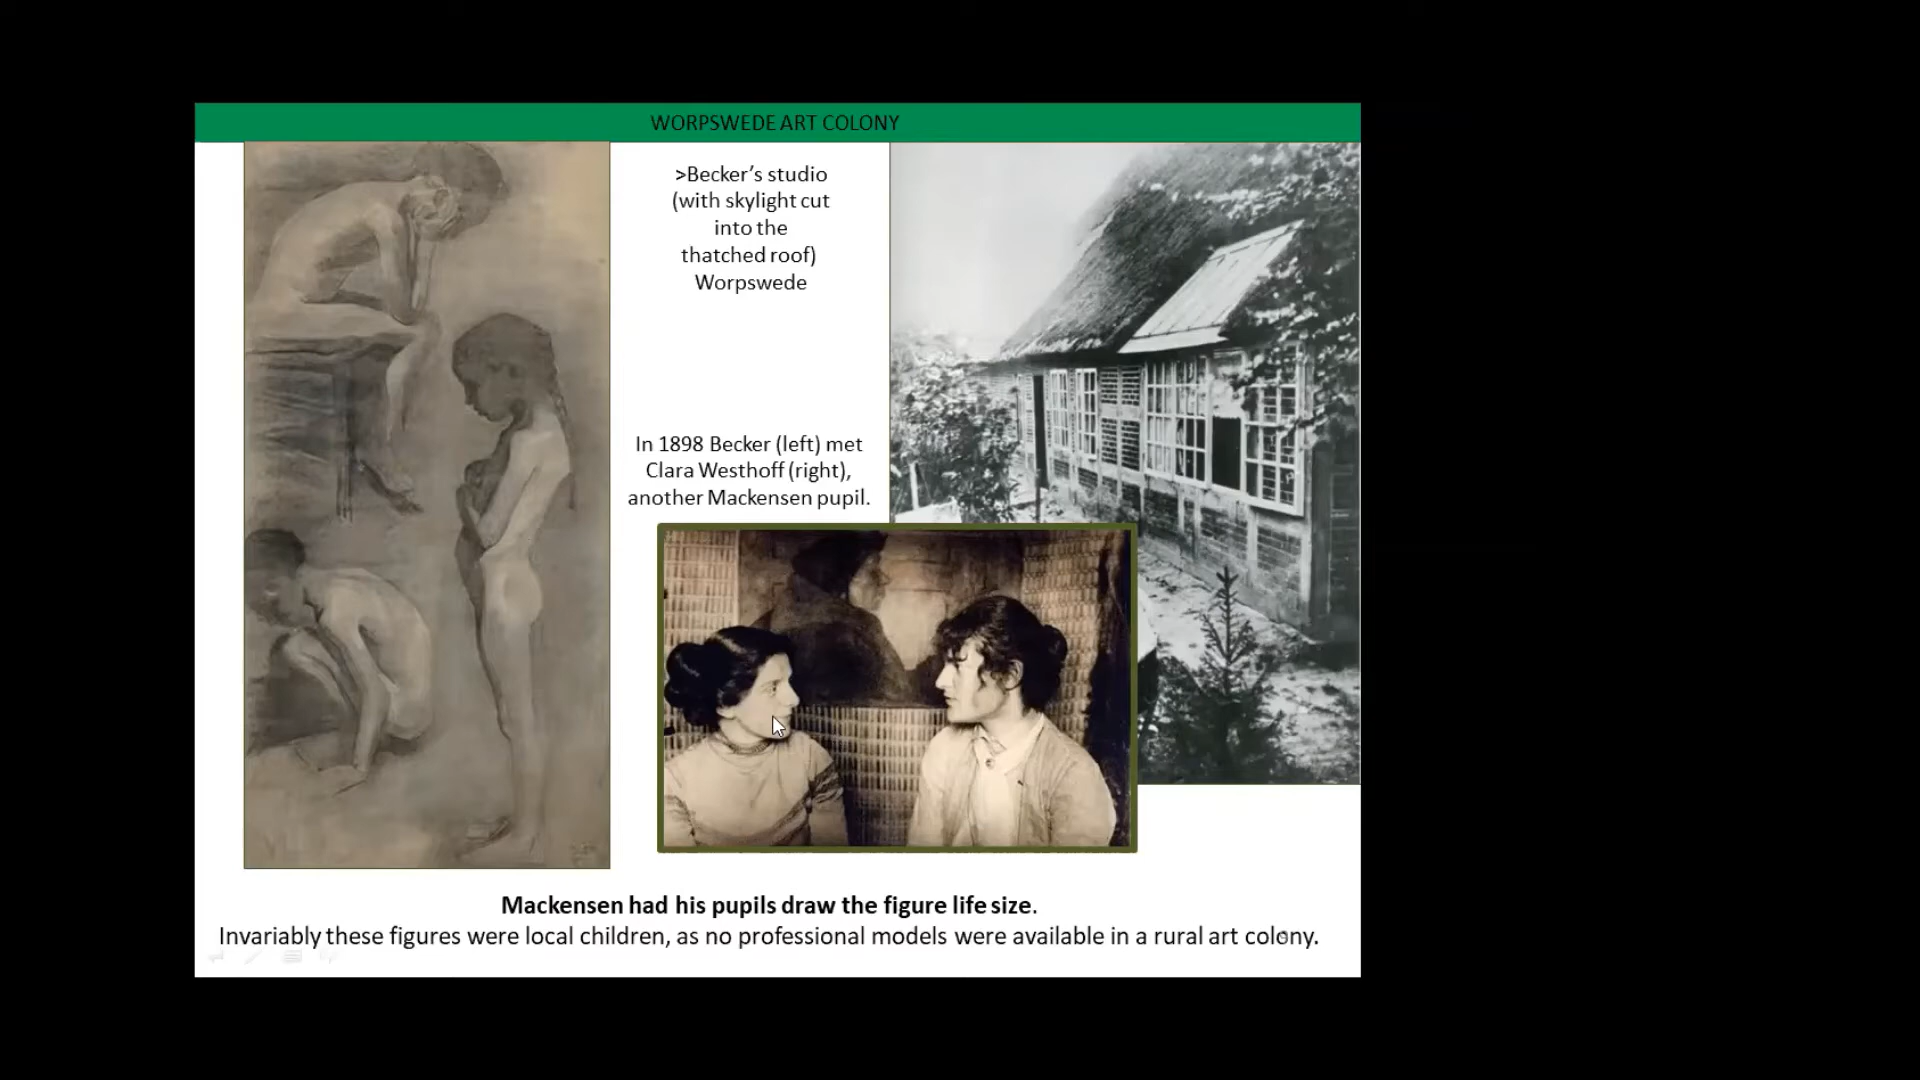 WORPSWEDE ART COLONY
>Becker’s studio
(with skylight cut
into the
thatched roof)
Worpswede
In 1898 Becker (left) met
Clara Westhoff (right),
another Mackensen pupil.
Mackensen had his pupils draw the figure life size.
Invariably these figures were local children, as no professional models were available in a rural art colony.